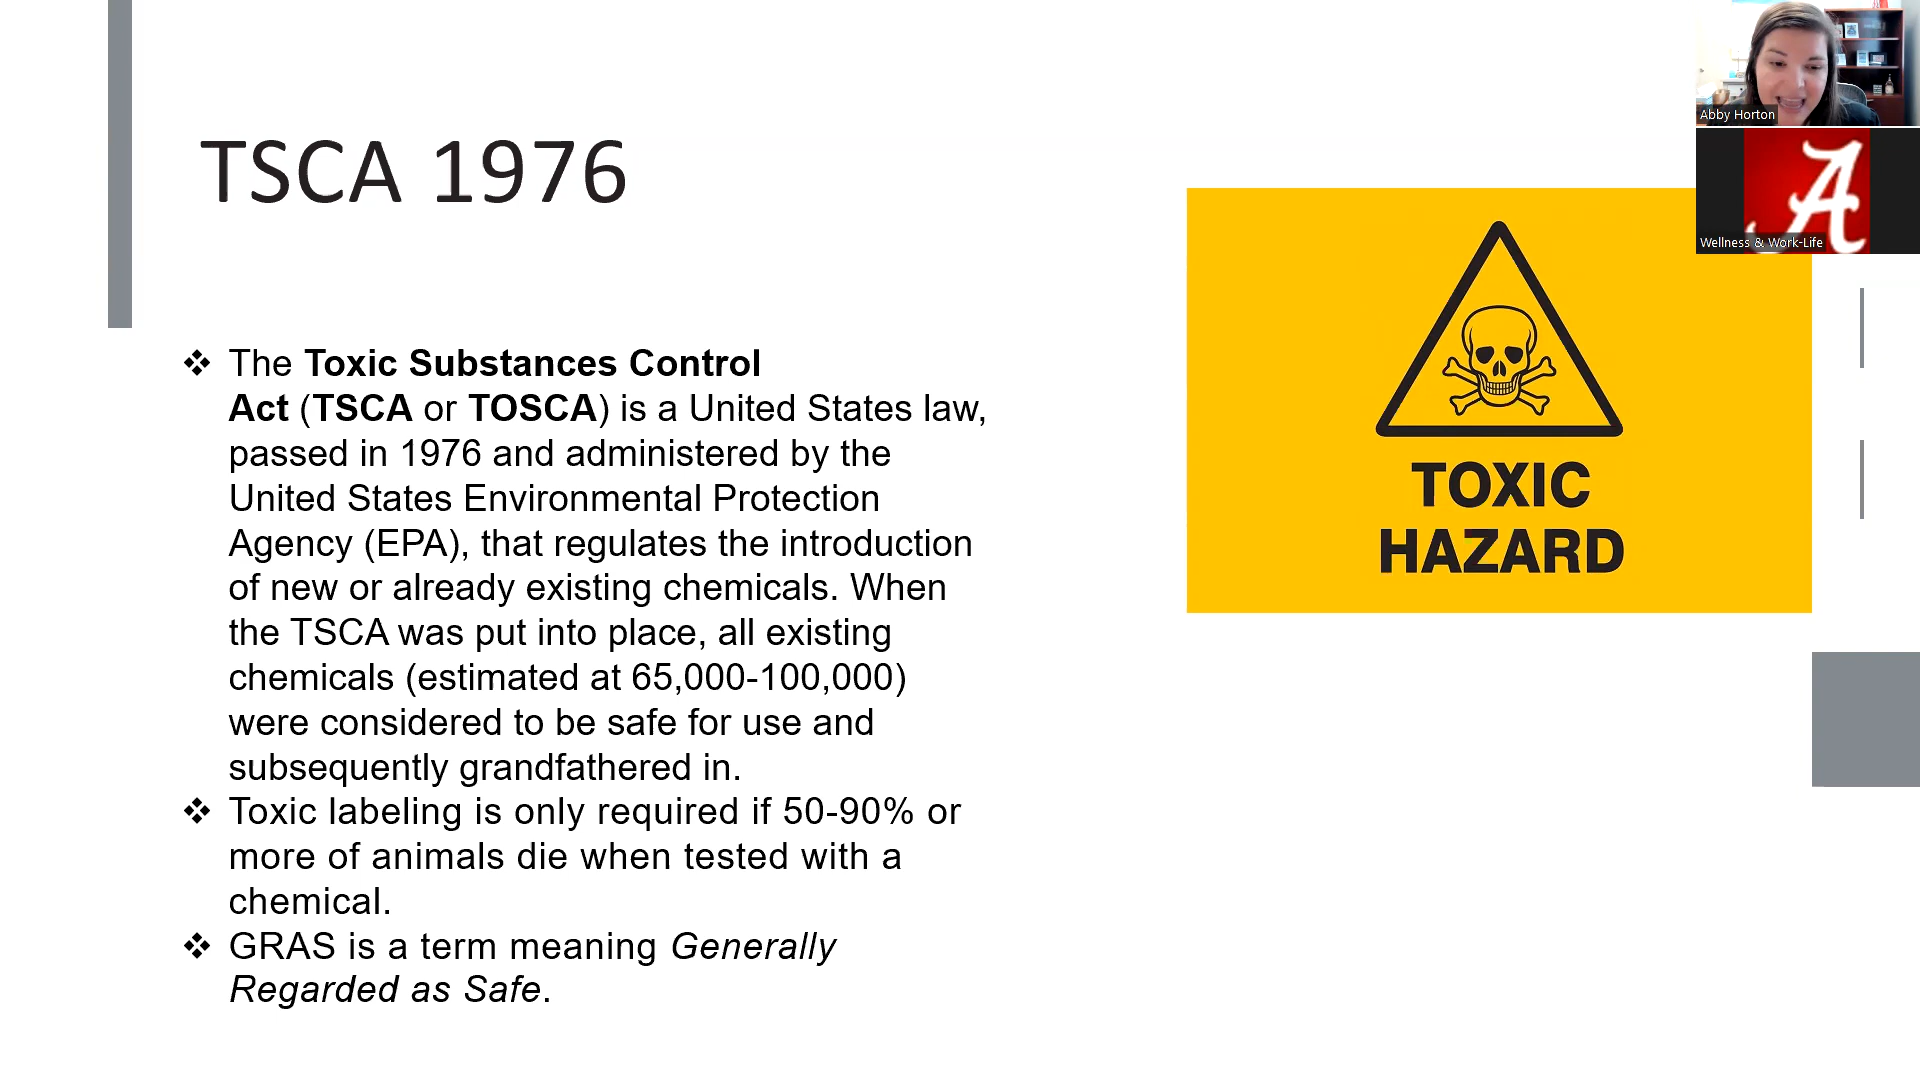 TSCA 1976
❖ The Toxic Substances Control
Act (TSCA or TOSCA) is a United States law,
passed in 1976 and administered by the
United States Environmental Protection
Agency (EPA), that regulates the introduction
of new or already existing chemicals. When
the TSCA was put into place, all existing
chemicals (estimated at 65,000-100,000)
were considered to be safe for use and
subsequently grandfathered in.
❖ Toxic labeling is only required if 50-90% or
more of animals die when tested with a
chemical.
❖ GRAS is a term meaning Generally
Regarded as Safe.
TOXIC
HAZARD
Abby Horton
A
Wellness & Work-Life